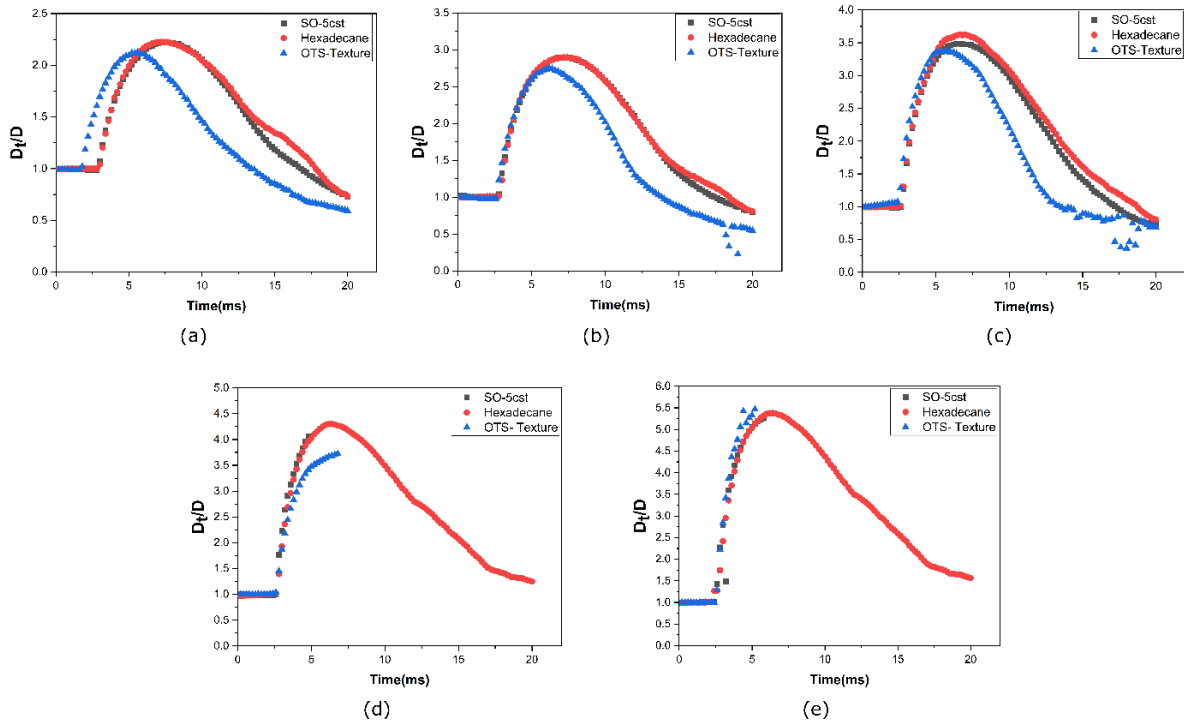 SO-5cst
Hexadecane
OTS-Texture
Dt/D
2.5
2.0
1.5
1.0
0.5
0.0
0 5 10 15 20
Time(ms)
(a)
SO-5cst
Hexadecane
OTS-Texture
Dt/D
3.5
3.0
2.5
2.0
1.5
1.0
0.5
0.0
0 5 10 15 20
Time(ms)
(b)
SO-5cst
Hexadecane
OTS-Texture
Dt/D
4.0
3.5
3.0
2.5
2.0
1.5
1.0
0.5
0.0
0 5 10 15 20
Time(ms)
(c)
SO-5cst
Hexadecane
OTS- Texture
Dt/D
5.0
4.5
4.0
3.5
3.0
2.5
2.0
1.5
1.0
0.5
0.0
0 5 10 15 20
Time(ms)
(d)
SO-5cst
Hexadecane
OTS- Texture
Dt/D
6.0
5.5
5.0
4.5
4.0
3.5
3.0
2.5
2.0
1.5
1.0
0.5
0.0
0 5 10 15 20
Time(ms)
(e)